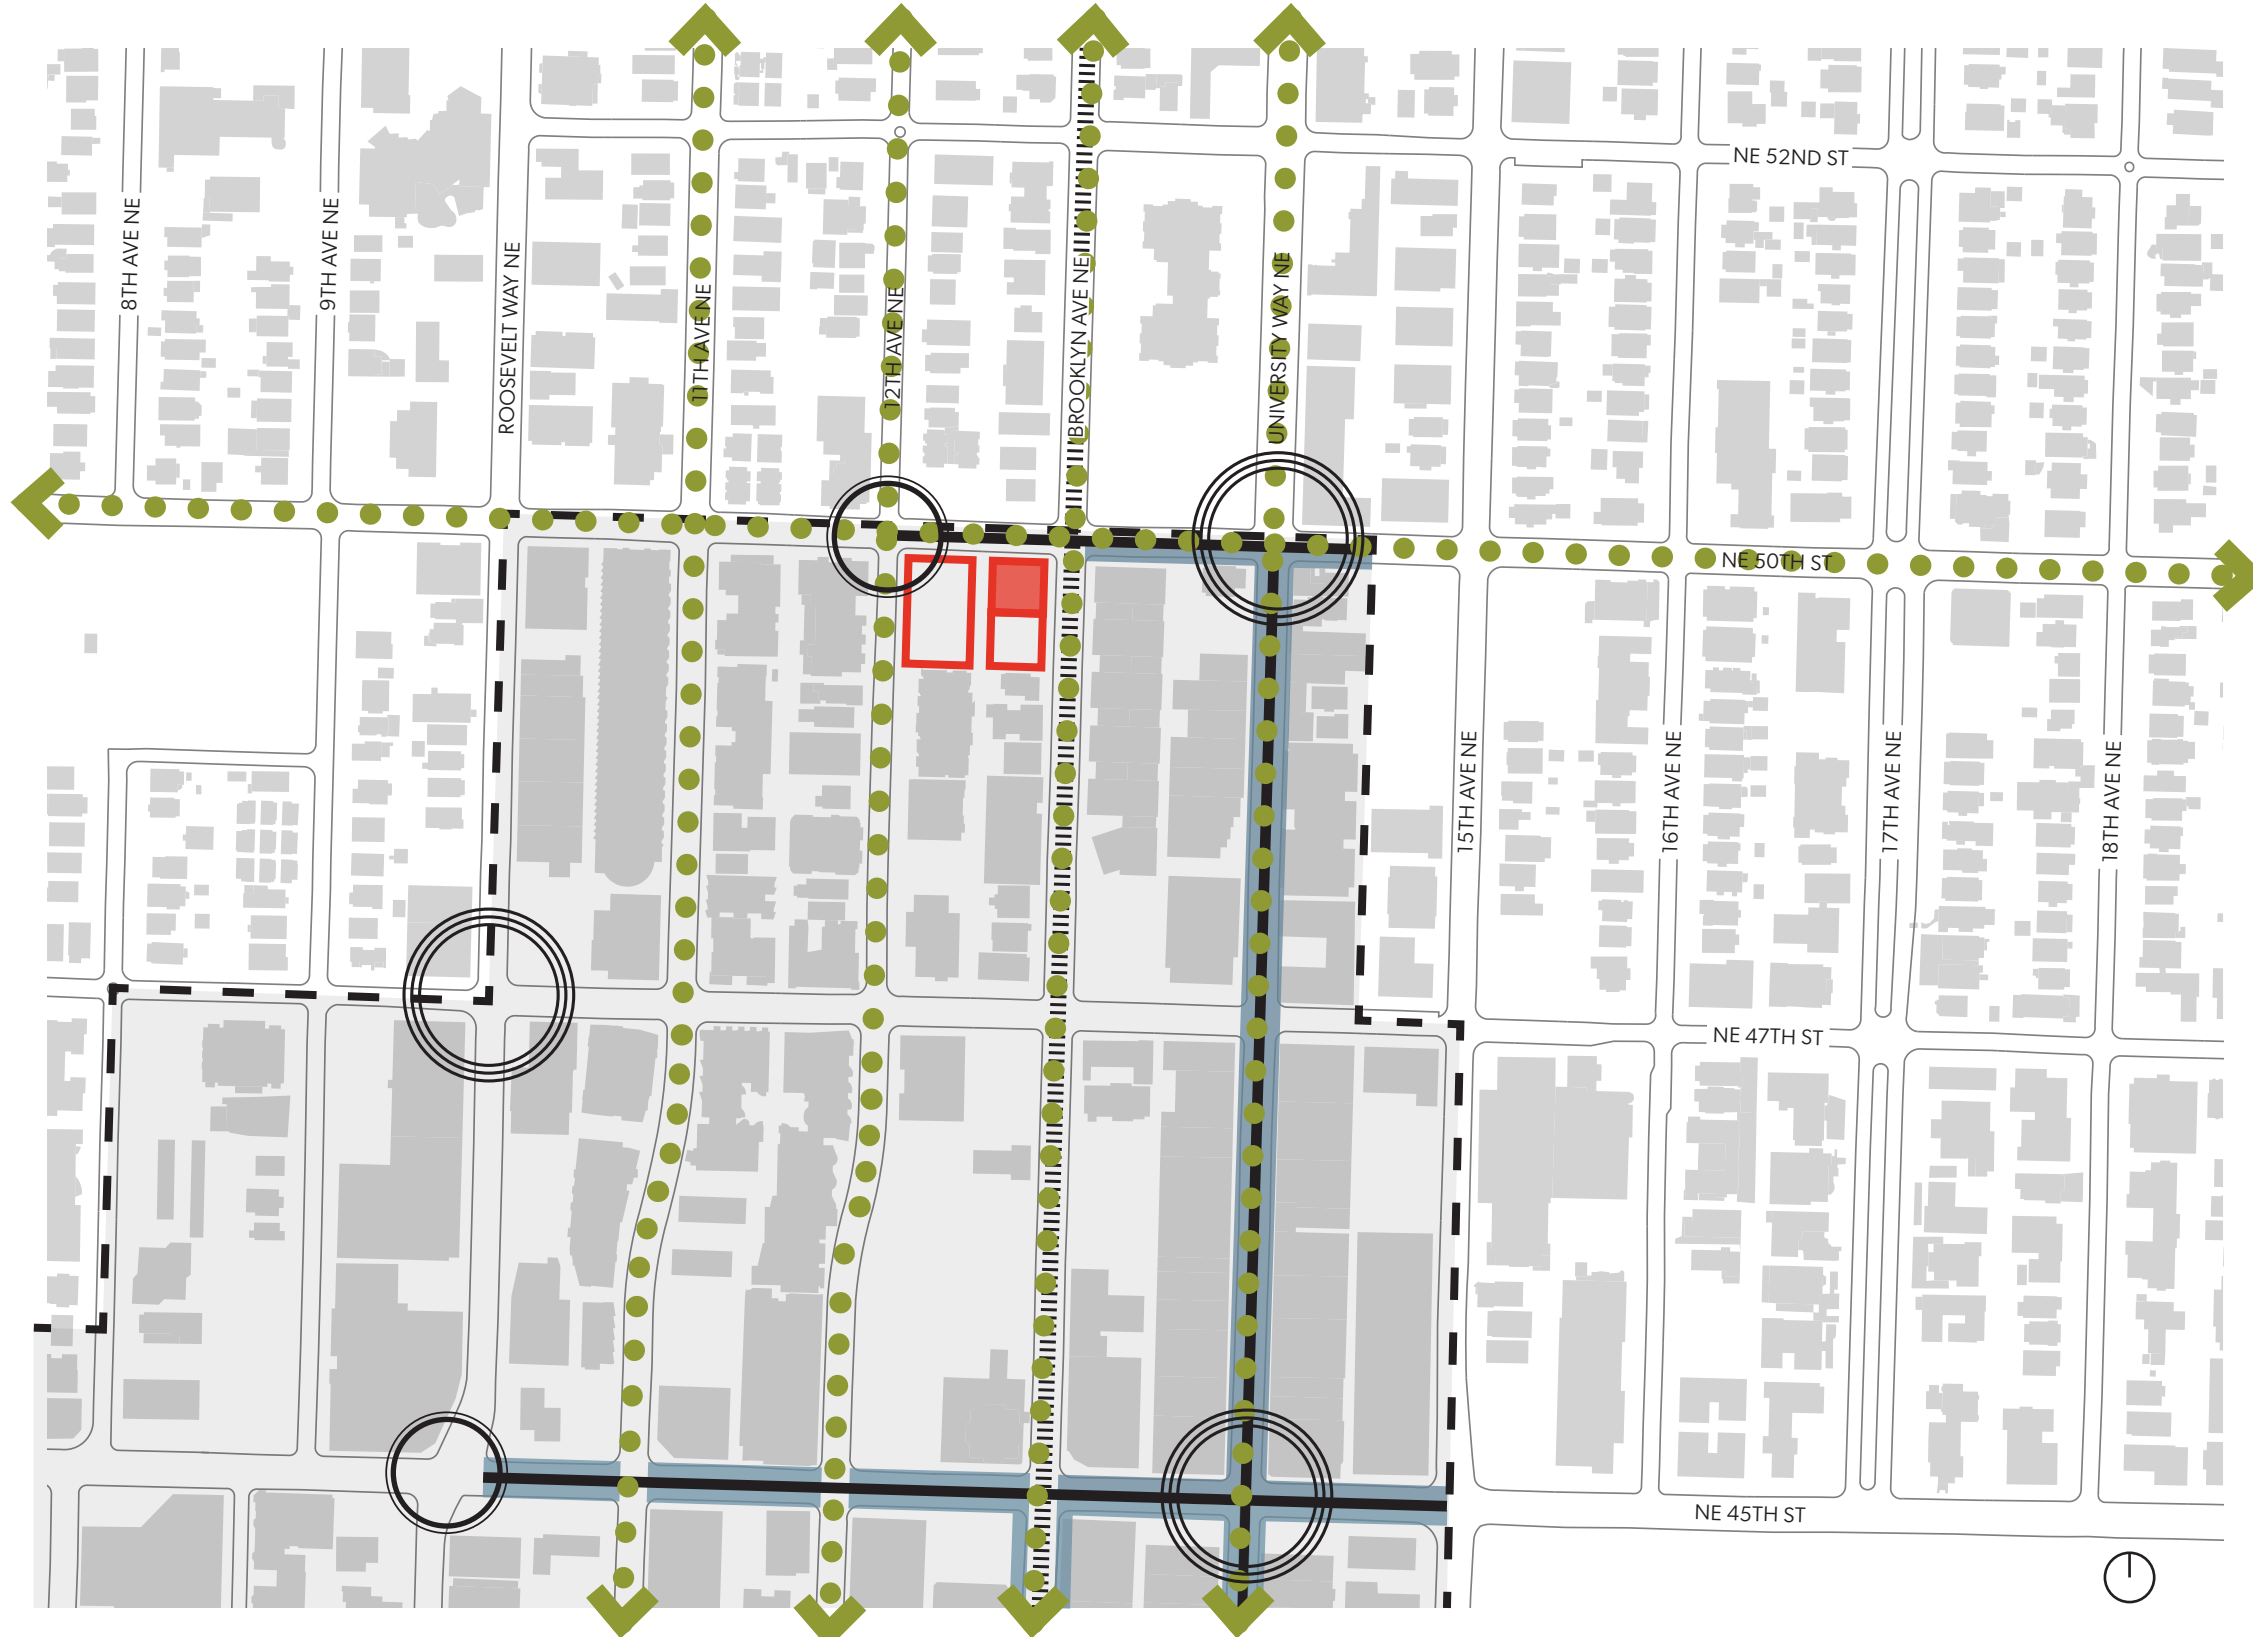 NE 52ND ST
8TH AVE NE
9TH AVE NE
ROOSEVELT WAY NE
11TH AVE NE
12TH AVE NE
BROOKLYN AVE NE
UNIVERSITY WAY NE
NE 50TH ST
15TH AVE NE
16TH AVE NE
17TH AVE NE
18TH AVE NE
NE 47TH ST
NE 45TH ST